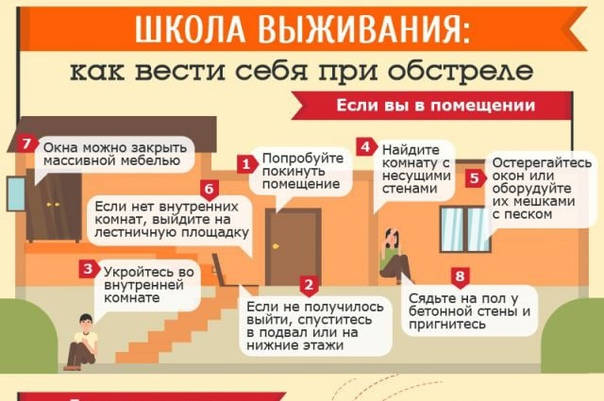 ШКОЛА ВЫЖИВАНИЯ:
как вести себя при обстреле
Если вы в помещении
7
Окна можно закрыть
массивной мебелью
1
Попробуйте
покинуть
помещение
4
Найдите
комнату с
несущими
стенами
5
Остерегайтесь
окон или
оборудуйте
их мешками
с песком
6
Если нет внутренних
комнат, выйдите на
лестничную площадку
3
Укройтесь во
внутренней
комнате
2
Если не получилось
выйти, спуститесь
в подвал или на
нижние этажи
8
Сядьте на пол у
бетонной стены и
пригнитесь